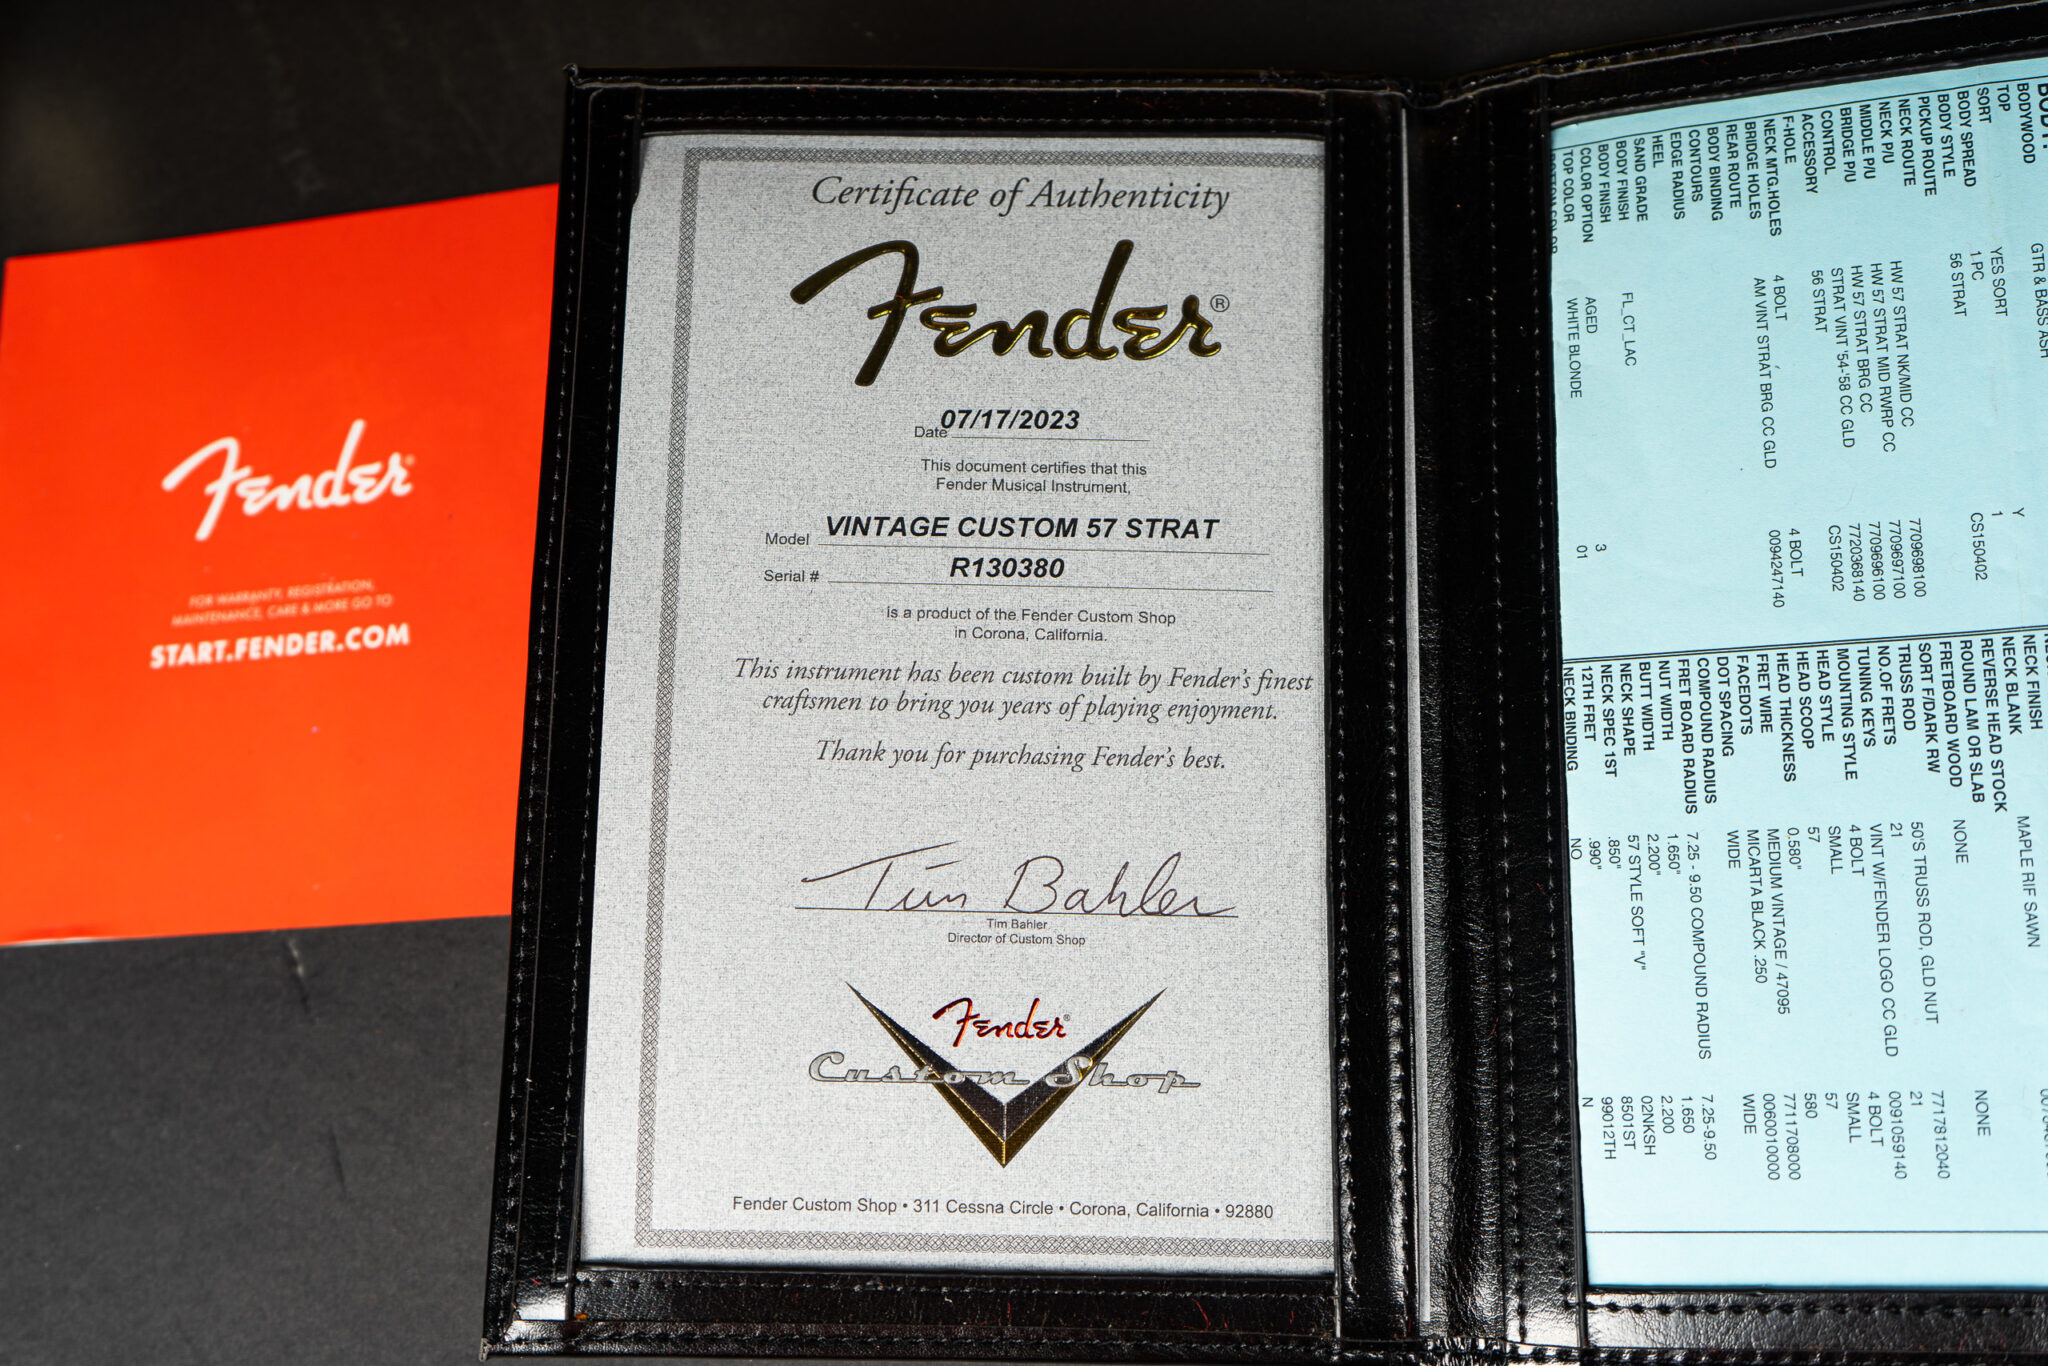 Fender
FOR WARRANTY, REGISTRATION,
MAINTENANCE, CARE & MORE GO TO
START.FENDER.COM
Certificate of Authenticity
Fender®
Date 07/17/2023
This document certifies that this
Fender Musical Instrument,
Model VINTAGE CUSTOM 57 STRAT
Serial # R130380
is a product of the Fender Custom Shop
in Corona, California.
This instrument has been custom built by Fender's finest
craftsmen to bring you years of playing enjoyment.
Thank you for purchasing Fender's best.
Tim Bahler
Tim Bahler
Director of Custom Shop
Fender®
Custom Shop
Fender Custom Shop • 311 Cessna Circle • Corona, California • 92880
BODY:
BODYWOOD GTR & BASS ASH
TOP
SORT YES SORT Y
BODY SPREAD 1 PC 1
BODY STYLE 56 STRAT CS150402
PICKUP ROUTE
NECK ROUTE
NECK P/U HW 57 STRAT NK/MID CC 7709698100
MIDDLE P/U HW 57 STRAT MID RWRP CC 7709697100
BRIDGE P/U HW 57 STRAT BRG CC 7709696100
CONTROL STRAT VINT '54-'58 CC GLD 7720368140
ACCESSORY 56 STRAT CS150402
F-HOLE
NECK MTG.HOLES 4 BOLT 4 BOLT
BRIDGE HOLES AM VINT STRAT BRG CC GLD 0094247140
REAR ROUTE
BODY BINDING
CONTOURS
EDGE RADIUS
HEEL
SAND GRADE
BODY FINISH FL_CT_LAC
BODY FINISH
COLOR OPTION AGED 3
TOP COLOR WHITE BLONDE 01
NECK FINISH
NECK BLANK MAPLE RIF SAWN
REVERSE HEAD STOCK
ROUND LAM OR SLAB
FRETBOARD WOOD NONE NONE
SORT F/DARK RW
TRUSS ROD 50'S TRUSS ROD, GLD NUT 7717812040
NO.OF FRETS 21 21
TUNING KEYS VINT W/FENDER LOGO CC GLD 0091059140
MOUNTING STYLE 4 BOLT 4 BOLT
HEAD STYLE SMALL SMALL
HEAD SCOOP 57 57
HEAD THICKNESS 0.580" 580
FRET WIRE MEDIUM VINTAGE / 47095 7711708000
FACEDOTS MICARTA BLACK .250 0060010000
DOT SPACING WIDE WIDE
COMPOUND RADIUS
FRET BOARD RADIUS 7.25 - 9.50 COMPOUND RADIUS 7.25-9.50
NUT WIDTH 1.650" 1.650
BUTT WIDTH 2.200" 2.200
NECK SHAPE 57 STYLE SOFT "V" 02NKSH
NECK SPEC 1ST .850" 8501ST
12TH FRET .990" 99012TH
NECK BINDING NO N